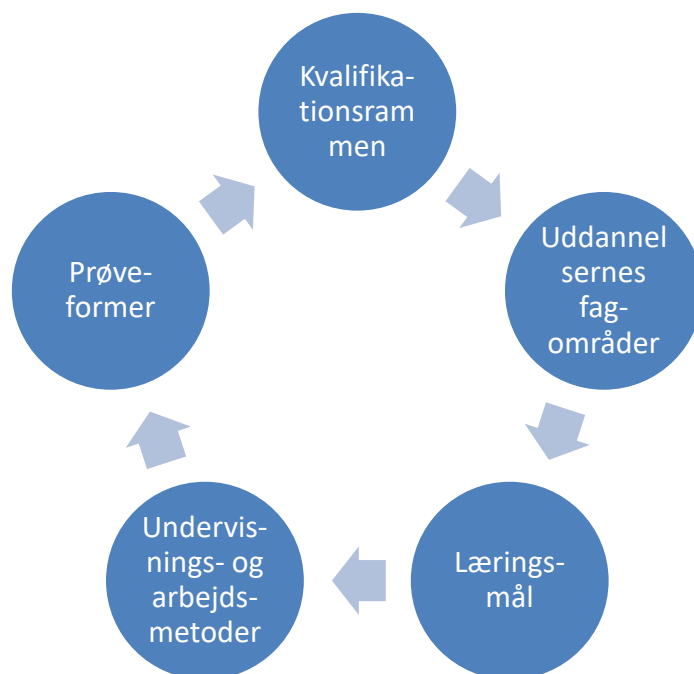 Kvalifika-
tionsram
men
Uddannel
sernes
fag-
områder
Lærings-
mål
Undervis-
nings- og
arbejds-
metoder
Prøve-
former